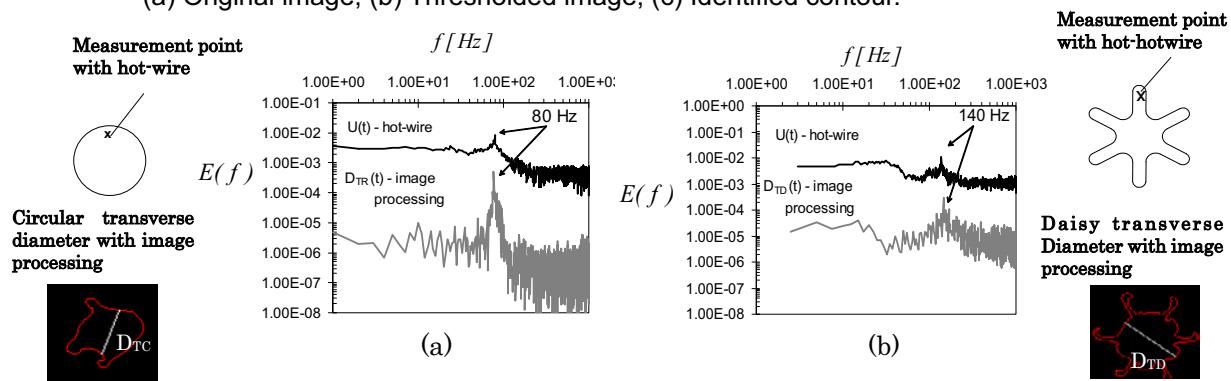 (a) Original image; (b) Thresholded image; (c) Identified contour.
Measurement point
with hot-wire
x
Circular transverse
diameter with image
processing
DTC
f [ Hz]
1.00E+00 1.00E+01 1.00E+02 1.00E+03
1.00E-01
1.00E-02
1.00E-03
1.00E-04
1.00E-05
1.00E-06
1.00E-07
1.00E-08
E( f )
U(t) - hot-wire
80 Hz
DTR(t) - image
processing
(a)
f [ Hz]
1.00E+00 1.00E+01 1.00E+02 1.00E+03
1.00E+00
1.00E-01
1.00E-02
1.00E-03
1.00E-04
1.00E-05
1.00E-06
1.00E-07
1.00E-08
E( f )
U(t) - hot-wire
140 Hz
DTD(t) - image
processing
(b)
Measurement point
with hot-hotwire
x
Daisy transverse
Diameter with image
processing
DTD